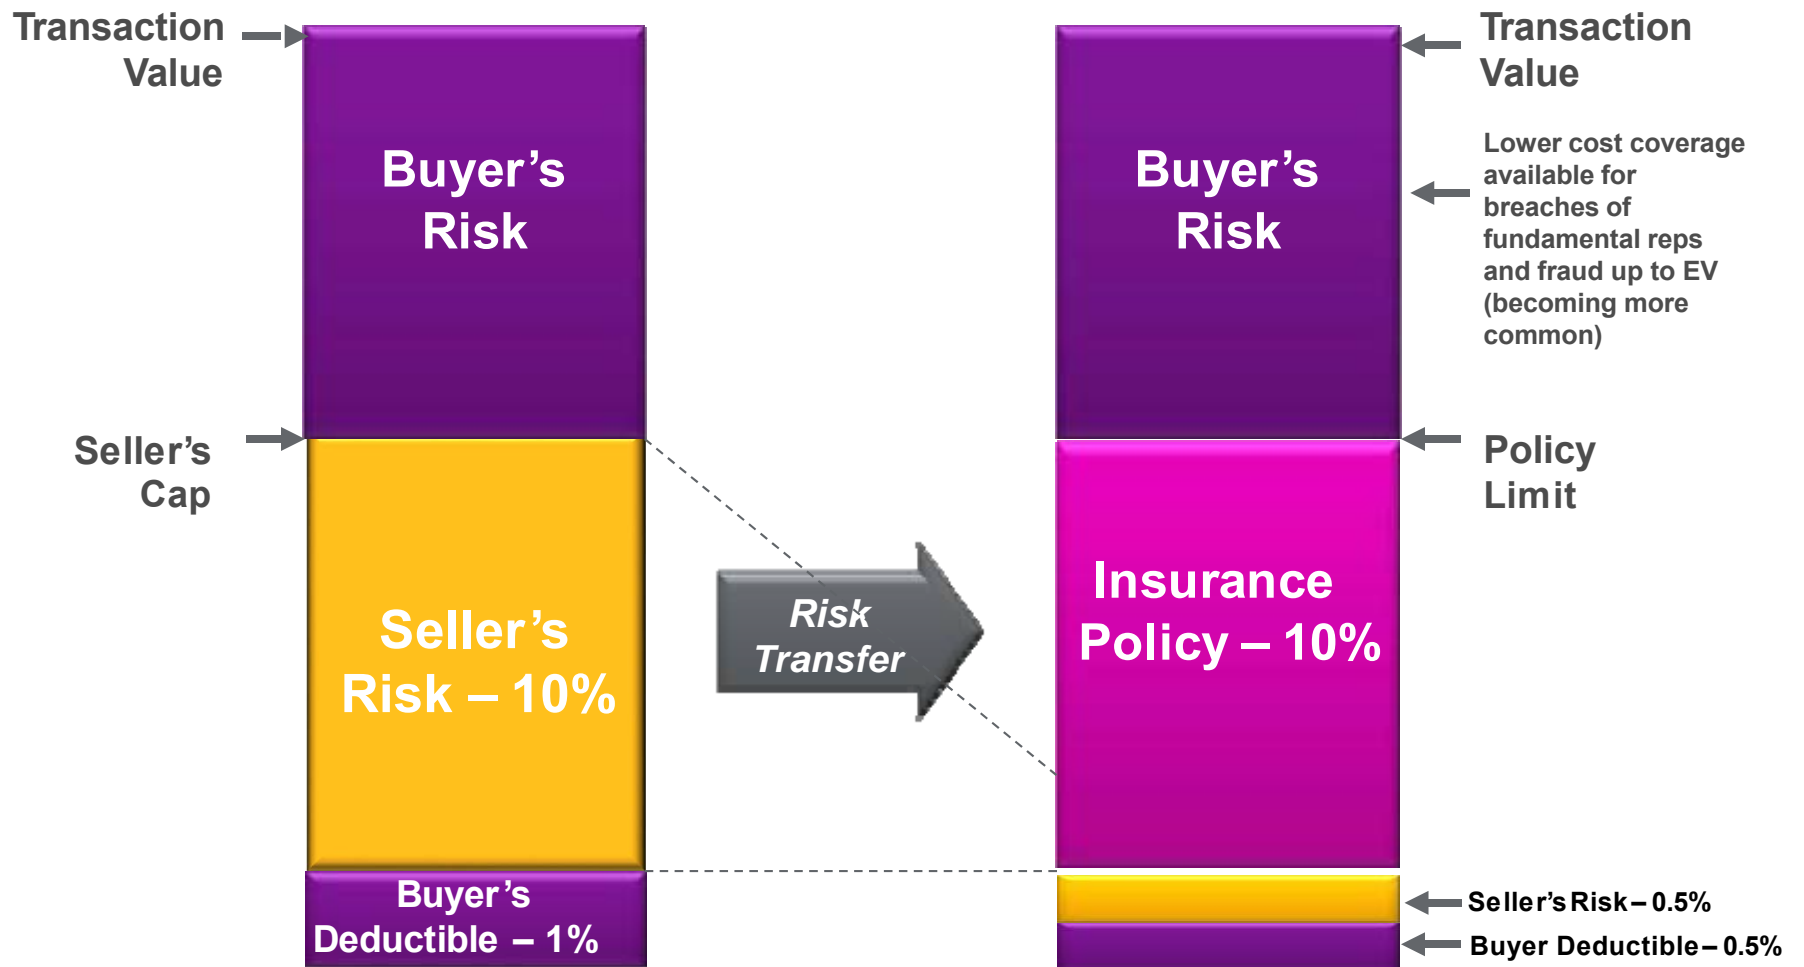 Transaction
Value
Buyer's
Risk
Seller's
Cap
Seller's
Risk – 10%
Buyer's
Deductible – 1%
Risk
Transfer
Buyer's
Risk
Insurance
Policy – 10%
Transaction
Value
Lower cost coverage
available for
breaches of
fundamental reps
and fraud up to EV
(becoming more
common)
Policy
Limit
Seller's Risk – 0.5%
Buyer Deductible – 0.5%